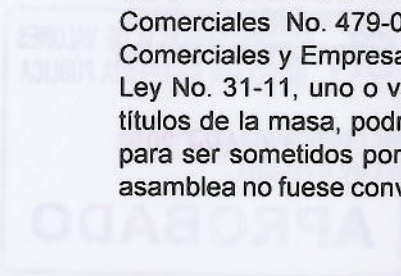 Comerciales No. 479-0
Comerciales y Empresa
Ley No. 31-11, uno o v
títulos de la masa, podr
para ser sometidos por
asamblea no fuese conv
APROBADO